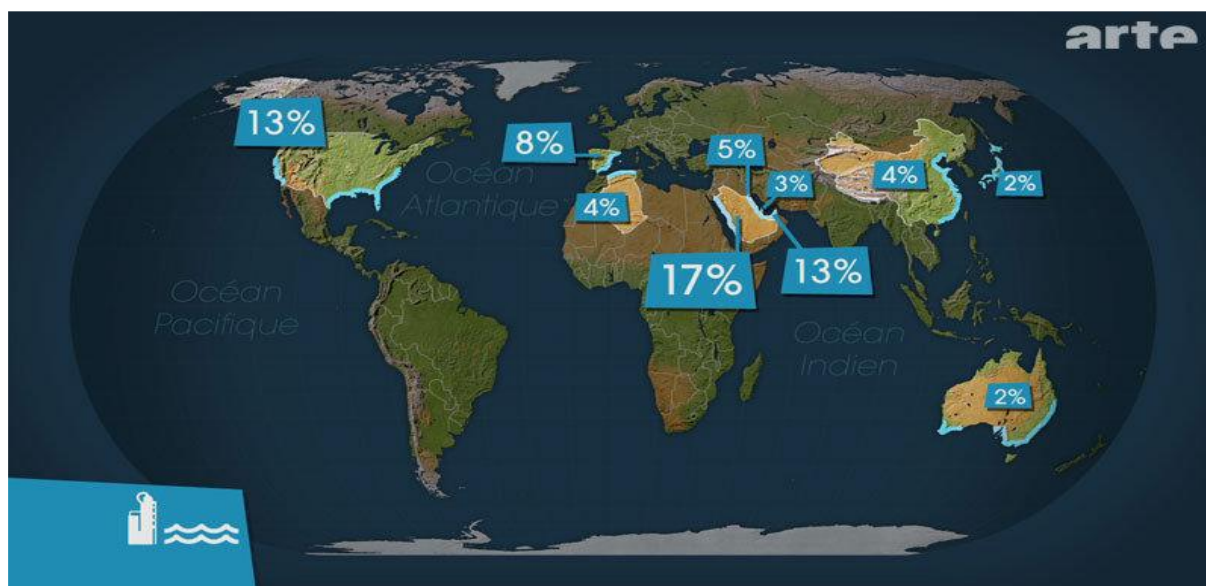 arte
13%
8%
5%
3%
4%
2%
4%
17%
13%
Océan
Atlantique
Océan
Pacifique
Océan
Indien
2%